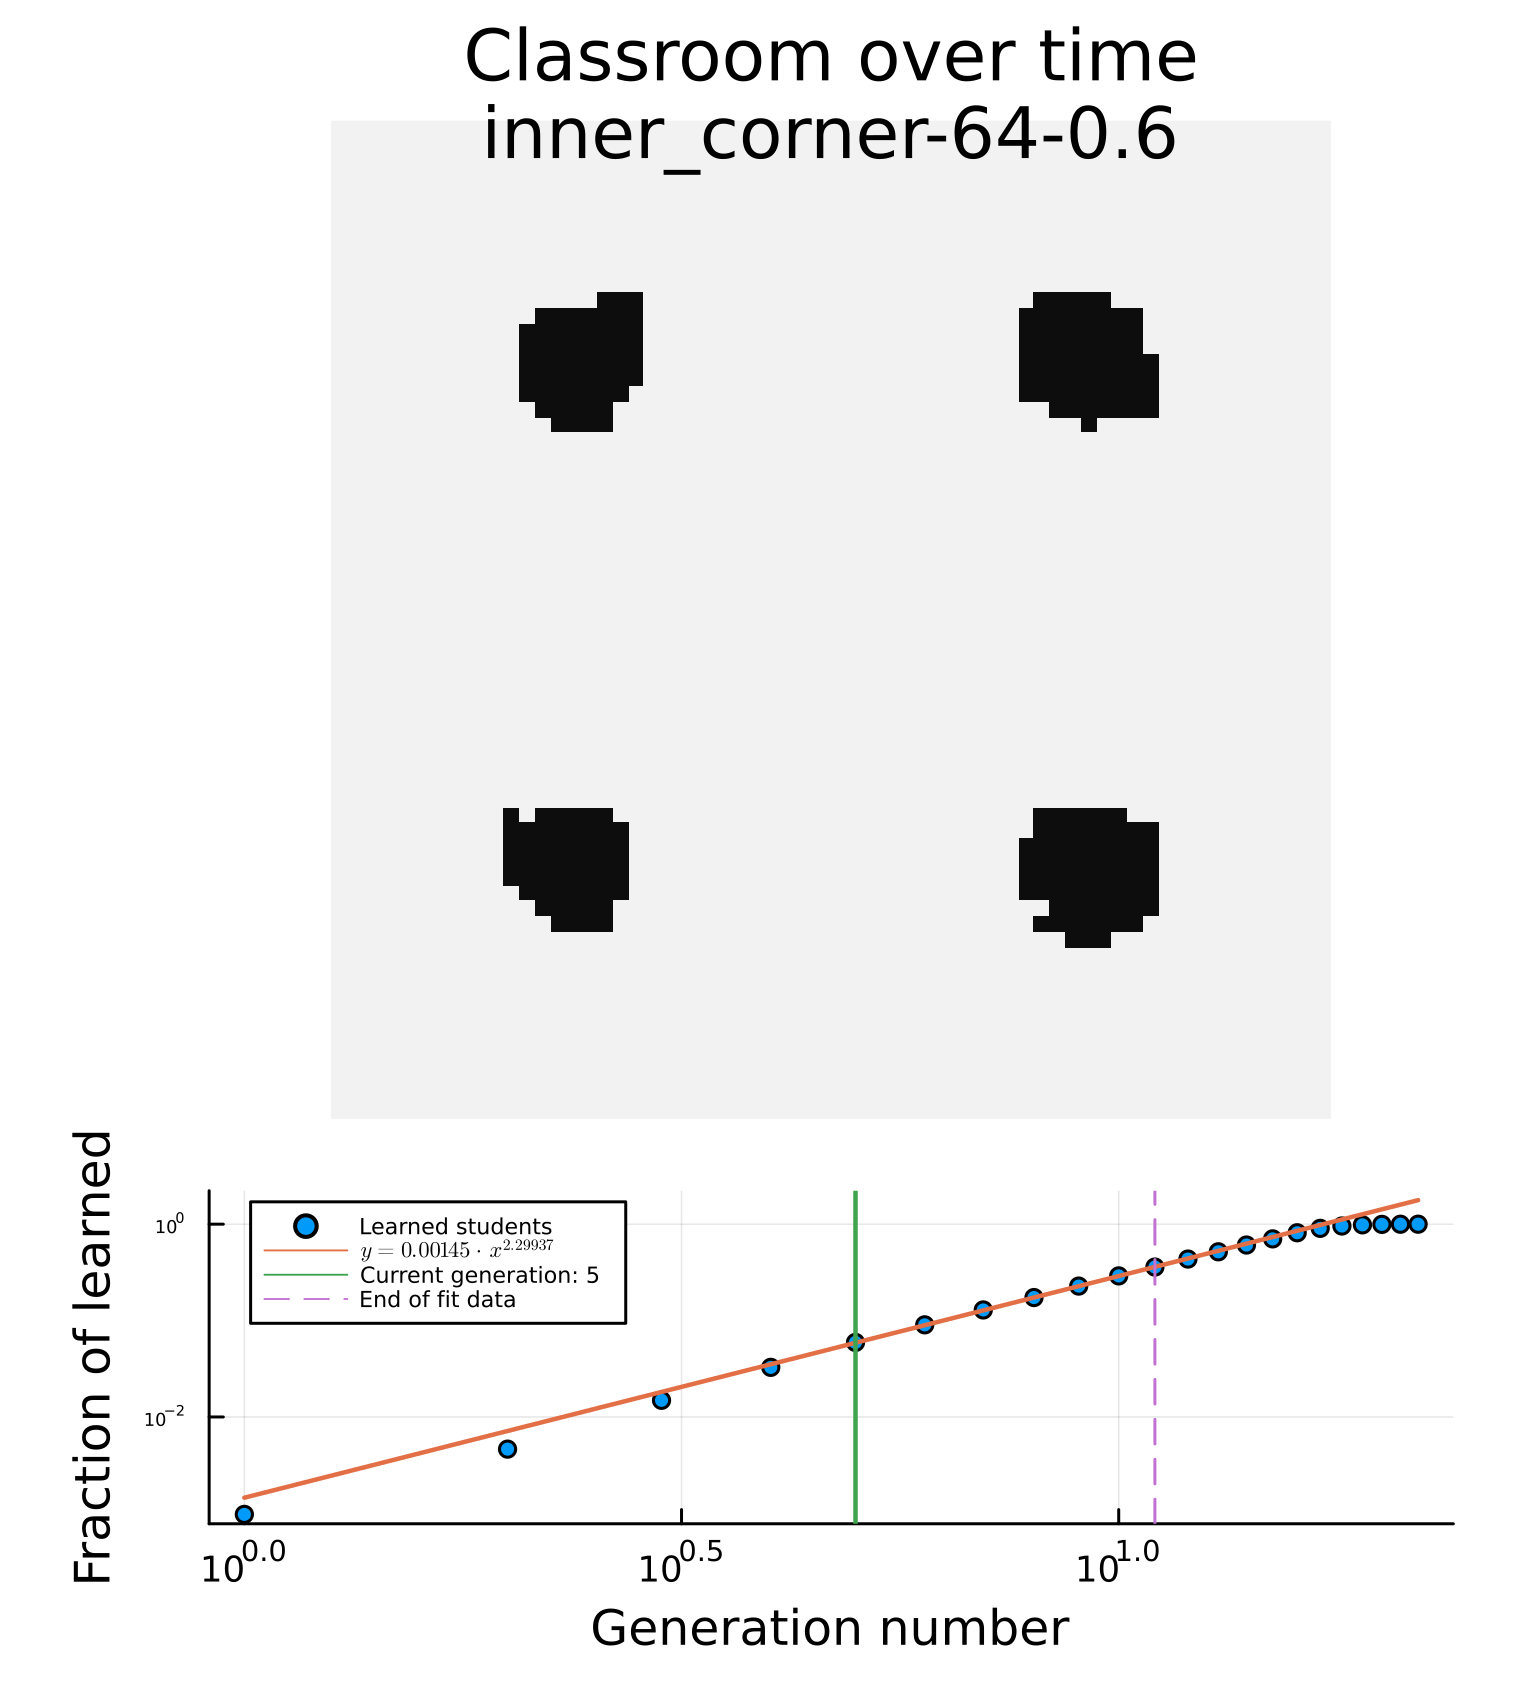 Classroom over time
inner_corner-64-0.6
Fraction of learned
10^0
10^−2
Learned students
y = 0.00145 · x^2.29937
Current generation: 5
End of fit data
10^0.0 10^0.5 10^1.0
Generation number